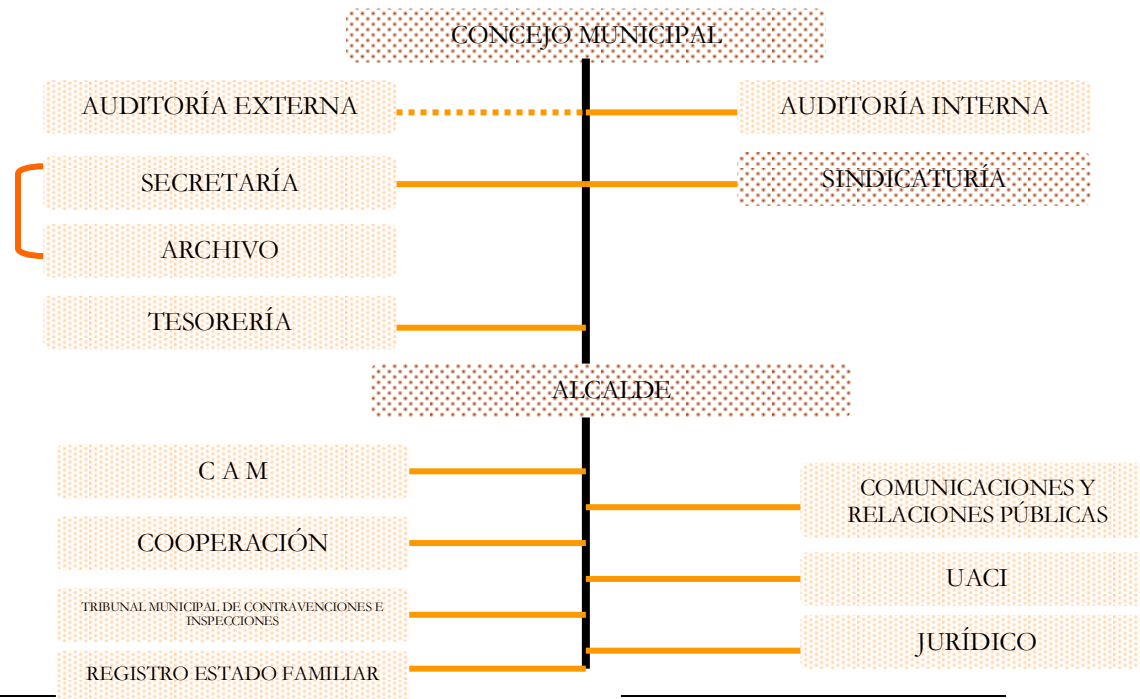 CONCEJO MUNICIPAL
AUDITORÍA EXTERNA
AUDITORÍA INTERNA
SECRETARÍA
SINDICATURÍA
ARCHIVO
TESORERÍA
ALCALDE
C A M
COMUNICACIONES Y
RELACIONES PÚBLICAS
COOPERACIÓN
UACI
TRIBUNAL MUNICIPAL DE CONTRAVENCIONES E
INSPECCIONES
JURÍDICO
REGISTRO ESTADO FAMILIAR